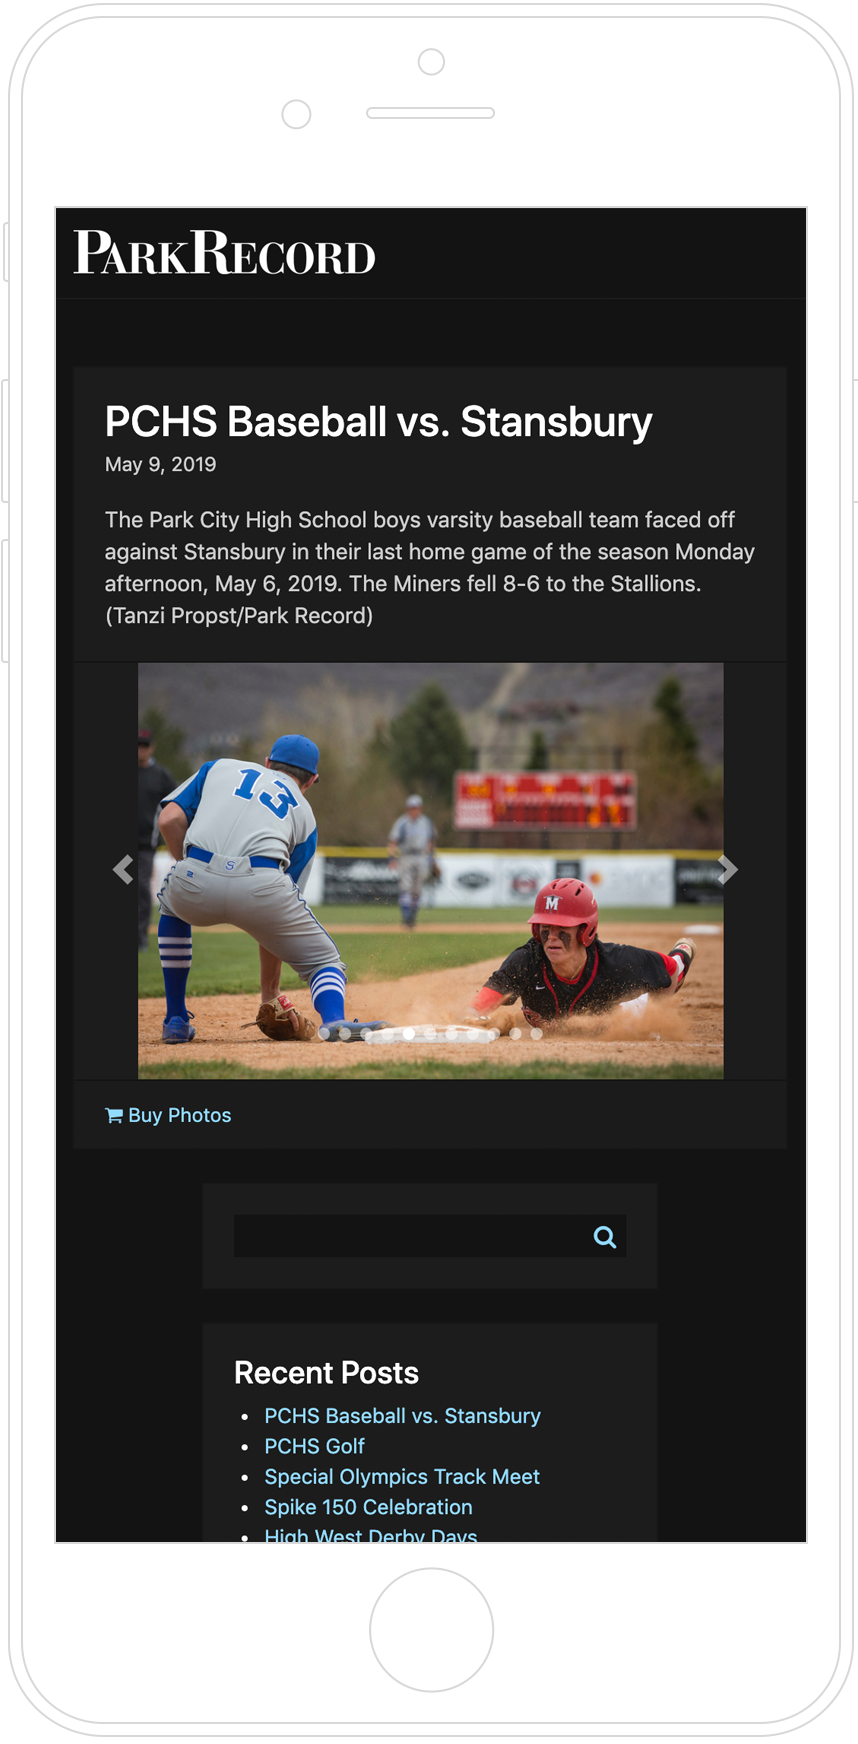 PARKRECORD
PCHS Baseball vs. Stansbury
May 9, 2019
The Park City High School boys varsity baseball team faced off
against Stansbury in their last home game of the season Monday
afternoon, May 6, 2019. The Miners fell 8-6 to the Stallions.
(Tanzi Propst/Park Record)
13
S
M
Buy Photos
Recent Posts
PCHS Baseball vs. Stansbury
PCHS Golf
Special Olympics Track Meet
Spike 150 Celebration
High West Derby Days